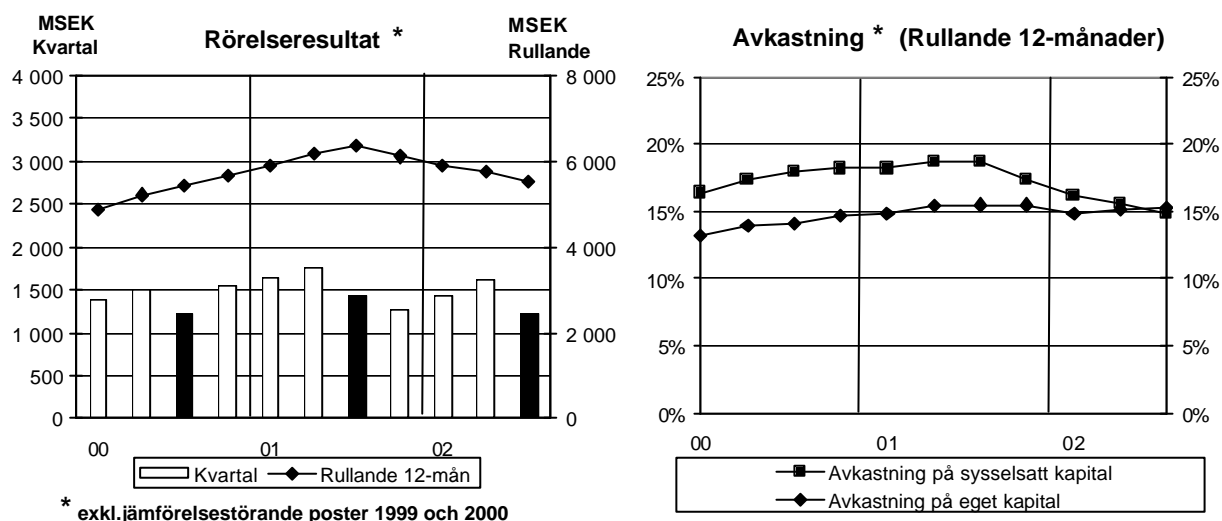 MSEK
Kvartal
Rörelseresultat *
MSEK
Rullande
4 000
3 500
3 000
2 500
2 000
1 500
1 000
500
0
8 000
6 000
4 000
2 000
0
00
01
02
Kvartal
Rullande 12-mån
* exkl.jämförelsestörande poster 1999 och 2000
Avkastning * (Rullande 12-månader)
25%
20%
15%
10%
5%
0%
25%
20%
15%
10%
5%
0%
00
01
02
Avkastning på sysselsatt kapital
Avkastning på eget kapital